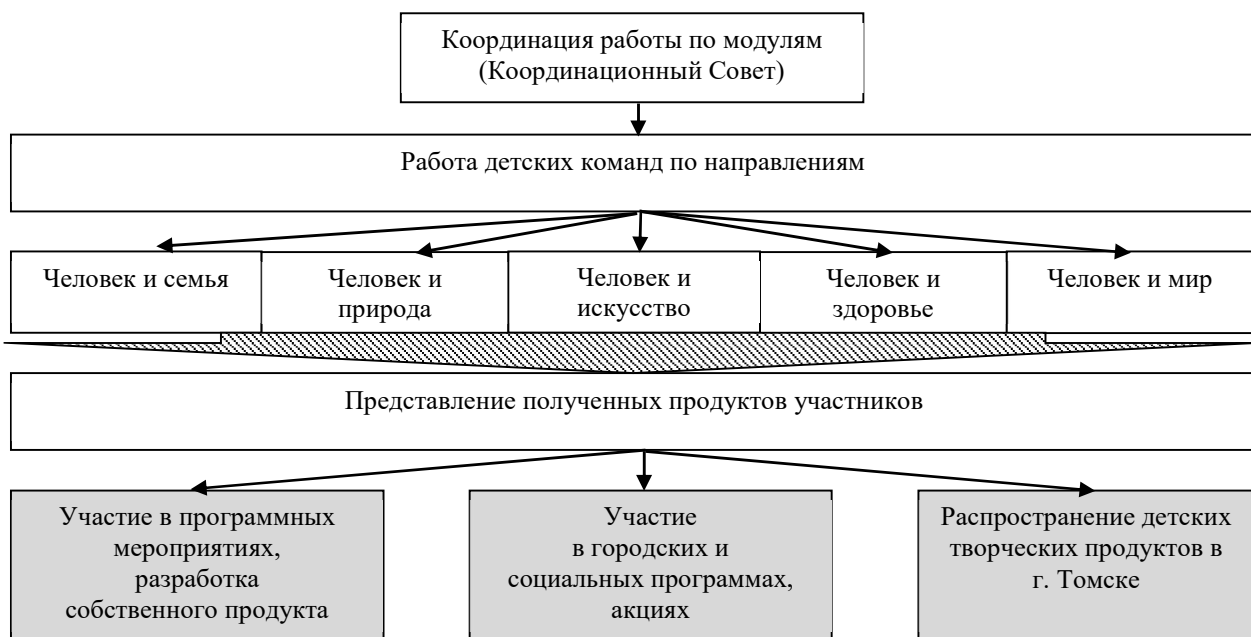 Координация работы по модулям
(Координационный Совет)
Работа детских команд по направлениям
Человек и семья
Человек и
природа
Человек и
искусство
Человек и
здоровье
Человек и мир
Представление полученных продуктов участников
Участие в программных
мероприятиях,
разработка
собственного продукта
Участие
в городских и
социальных программах,
акциях
Распространение детских
творческих продуктов в
г. Томске